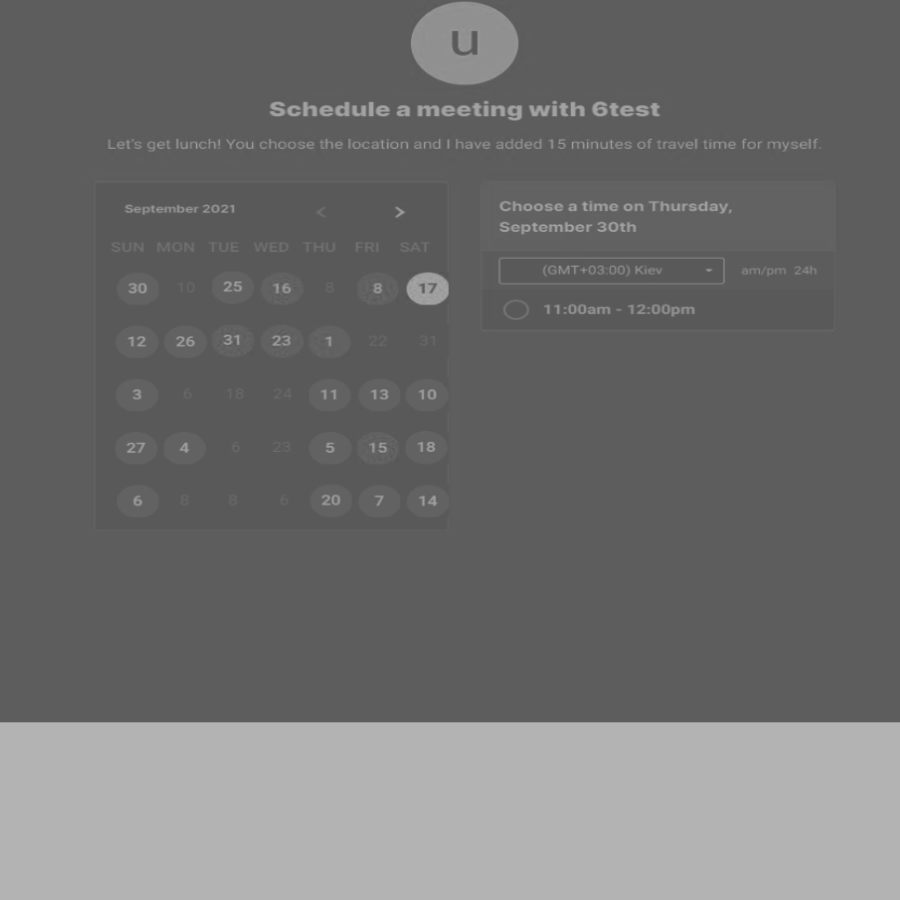 u
Schedule a meeting with 6test
Let's get lunch! You choose the location and I have added 15 minutes of travel time for myself.
September 2021 < >
SUN MON TUE WED THU FRI SAT
30 10 25 16 8 8 17
12 26 31 23 1 22 31
3 6 18 24 11 13 10
27 4 6 23 5 15 18
6 8 8 6 20 7 14
Choose a time on Thursday,
September 30th
(GMT+03:00) Kiev am/pm 24h
11:00am - 12:00pm